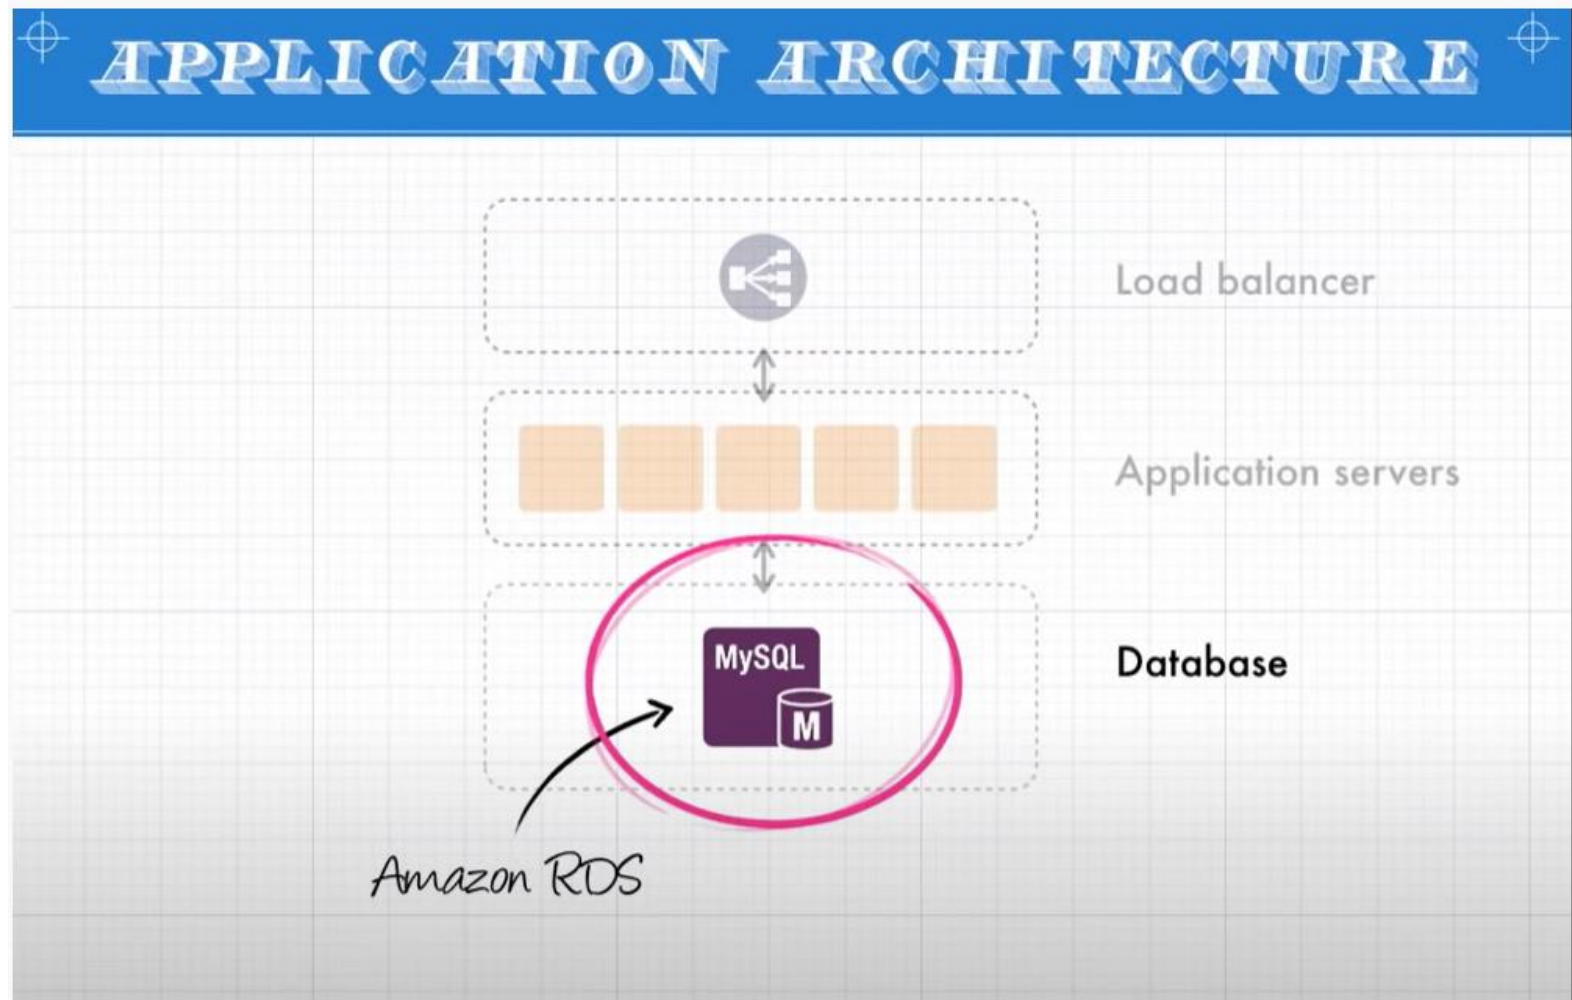 APPLICATION ARCHITECTURE
Load balancer
Application servers
MySQL
M
Database
Amazon RDS